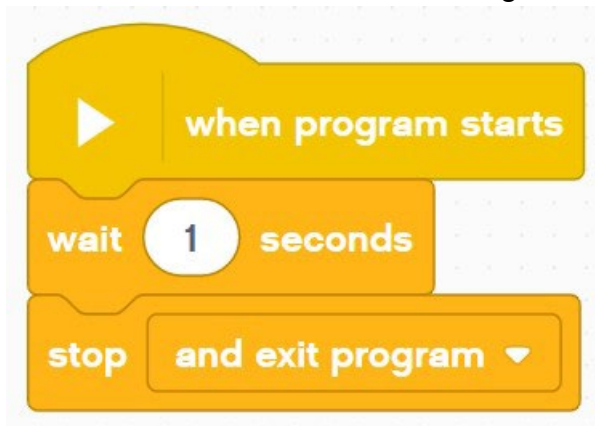 when program starts
wait 1 seconds
stop and exit program